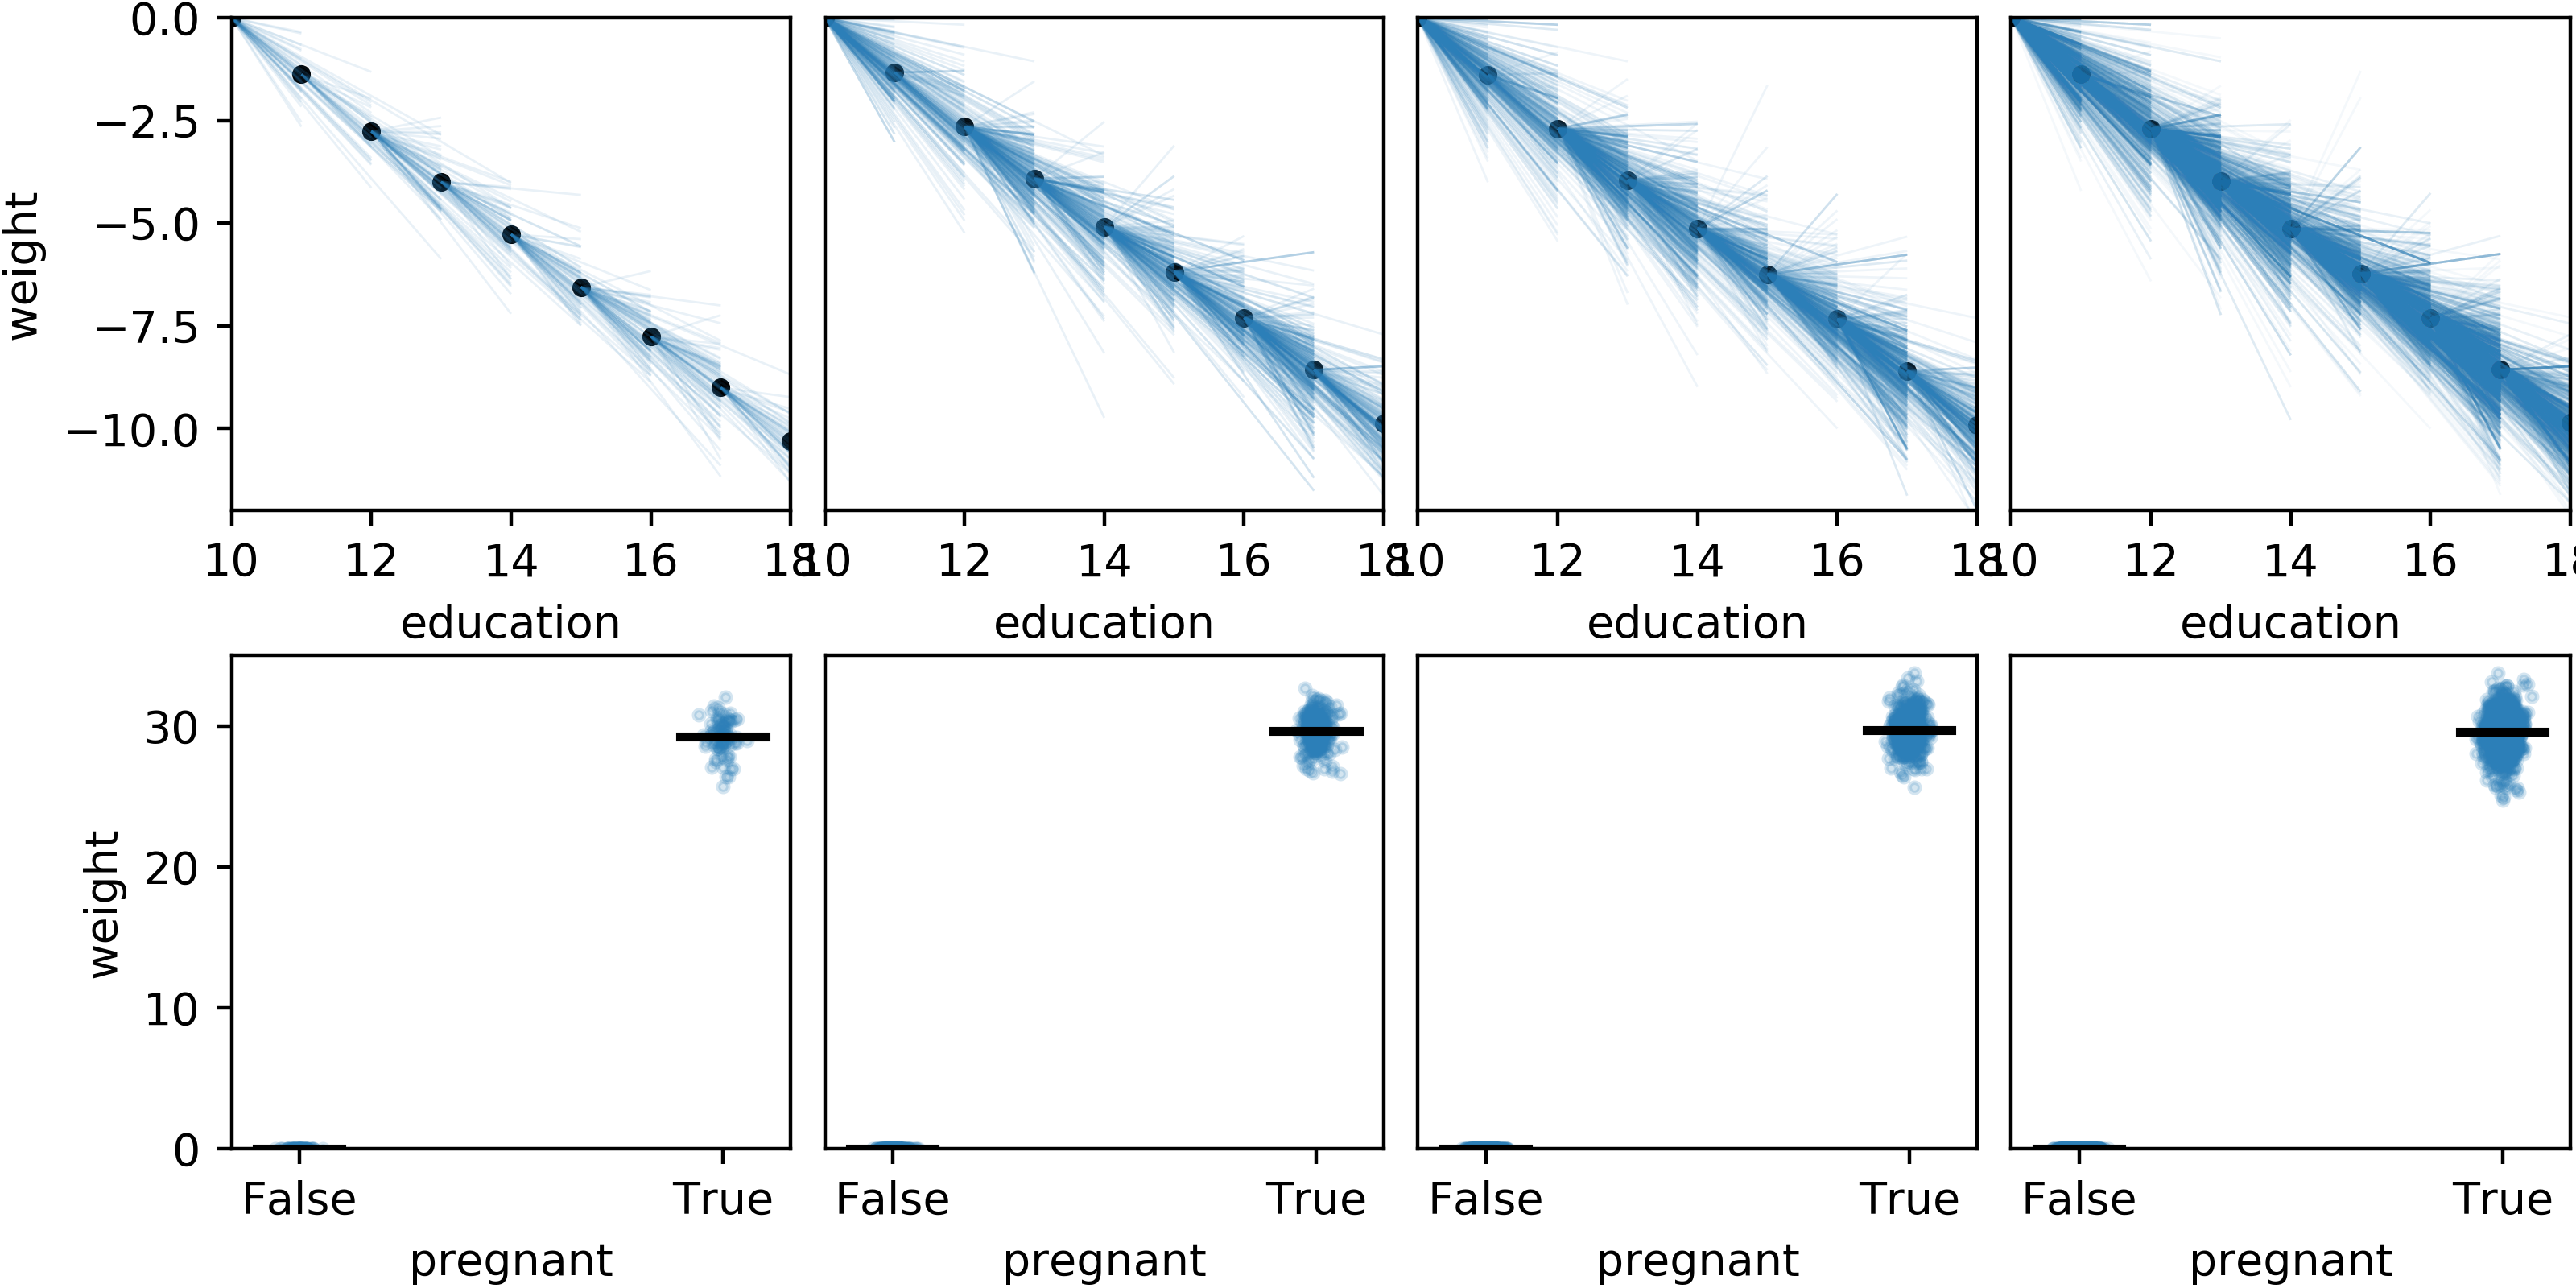 0.0
−2.5
−5.0
−7.5
−10.0
weight
10 12 14 16 18 10 12 14 16 18 10 12 14 16 18 10 12 14 16 18
education education education education
30
20
10
0
weight
False True False True False True False True
pregnant pregnant pregnant pregnant